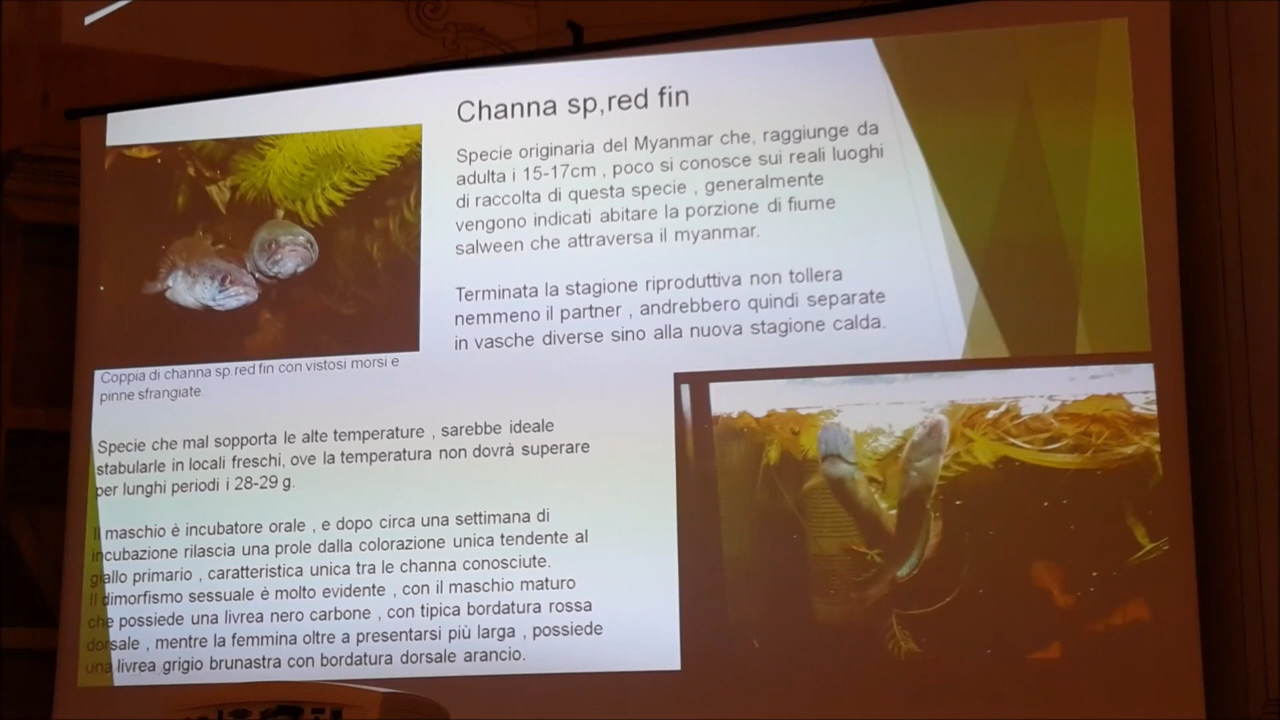 Channa sp,red fin
Specie originaria del Myanmar che, raggiunge da
adulta i 15-17cm , poco si conosce sui reali luoghi
di raccolta di questa specie , generalmente
vengono indicati abitare la porzione di fiume
salween che attraversa il myanmar.
Terminata la stagione riproduttiva non tollera
nemmeno il partner , andrebbero quindi separate
in vasche diverse sino alla nuova stagione calda.
Coppia di channa sp.red fin con vistosi morsi e
pinne sfrangiate.
Specie che mal sopporta le alte temperature , sarebbe ideale
stabularle in locali freschi, ove la temperatura non dovrà superare
per lunghi periodi i 28-29 g.
Il maschio è incubatore orale , e dopo circa una settimana di
incubazione rilascia una prole dalla colorazione unica tendente al
giallo primario , caratteristica unica tra le channa conosciute.
Il dimorfismo sessuale è molto evidente , con il maschio maturo
che possiede una livrea nero carbone , con tipica bordatura rossa
dorsale , mentre la femmina oltre a presentarsi più larga , possiede
una livrea grigio brunastra con bordatura dorsale arancio.